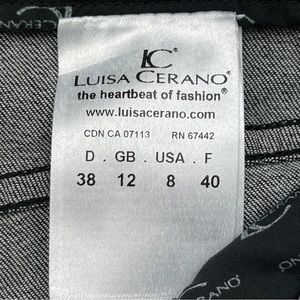 LC®
LUISA CERANO®
the heartbeat of fashion®
www.luisacerano.com
CDN CA 07113 RN 67442
D . GB . USA . F
38 12 8 40